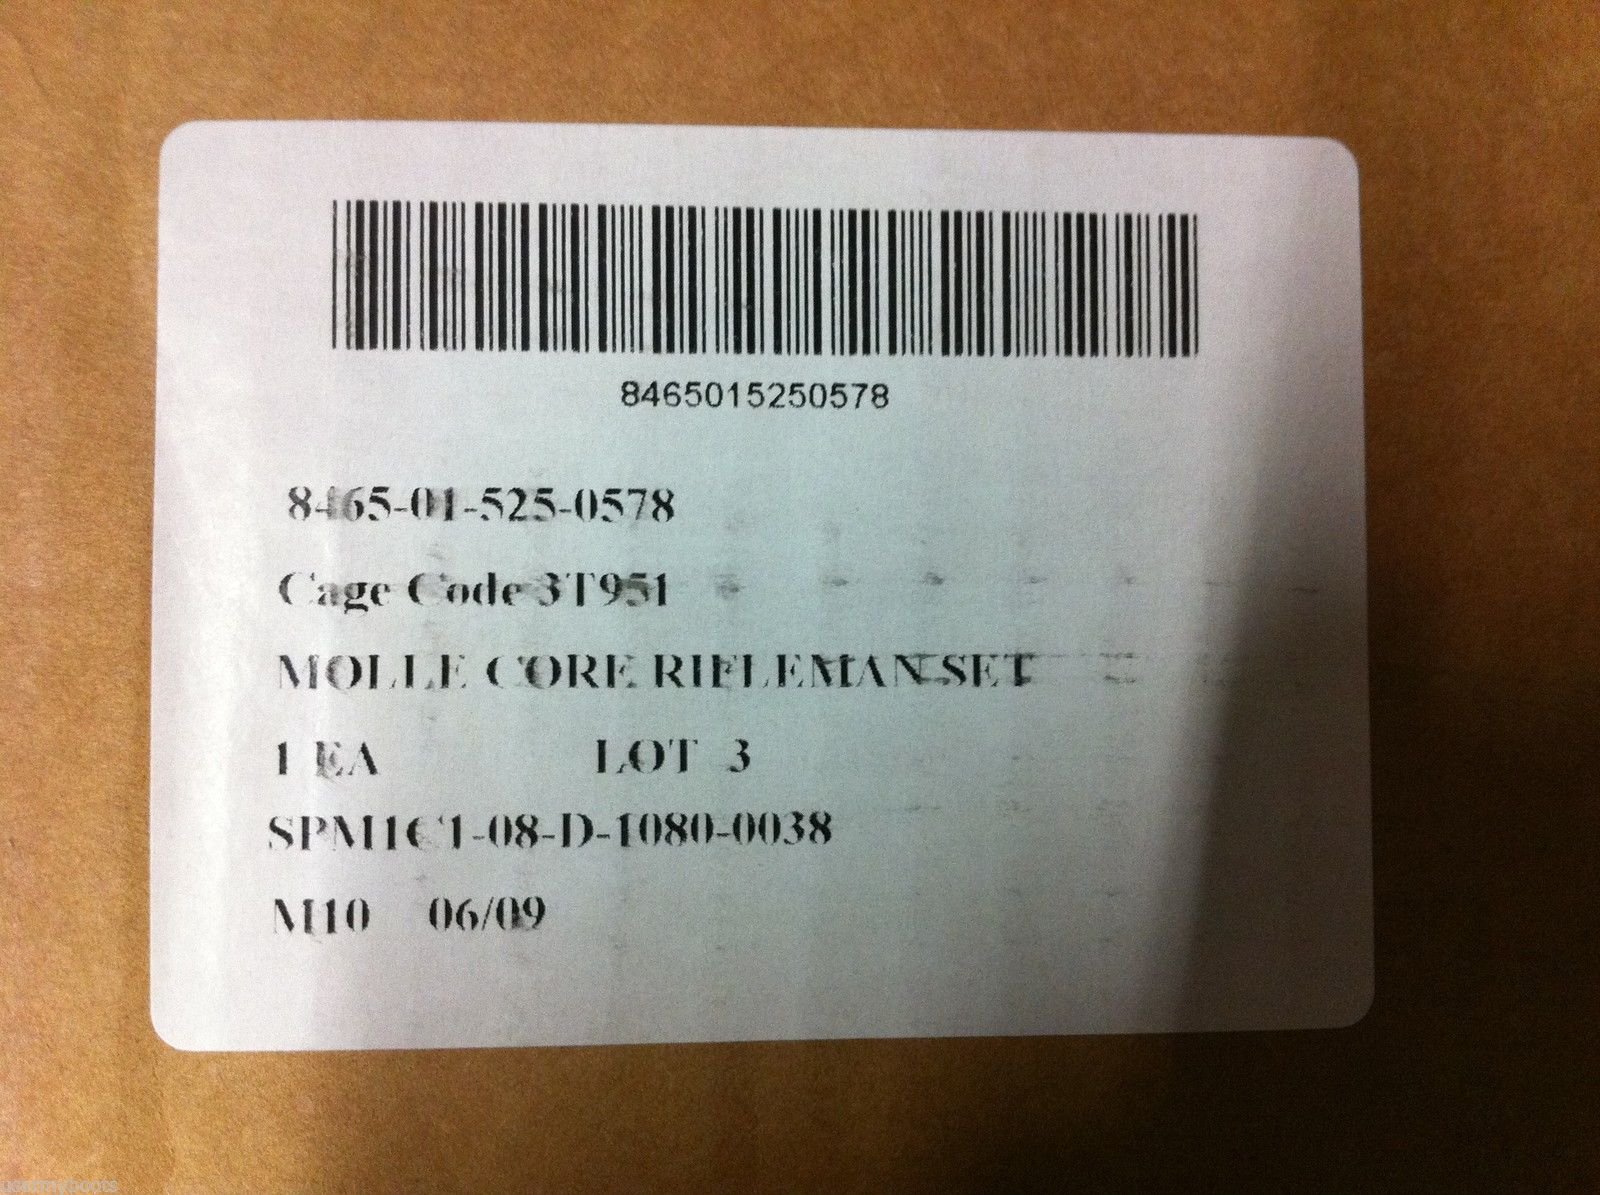 8465015250578
8465-01-525-0578
Cage Code 3T951
MOLLE CORE RIFLEMAN SET
1 EA LOT 3
SPM1C1-08-D-1080-0038
M10 06/09